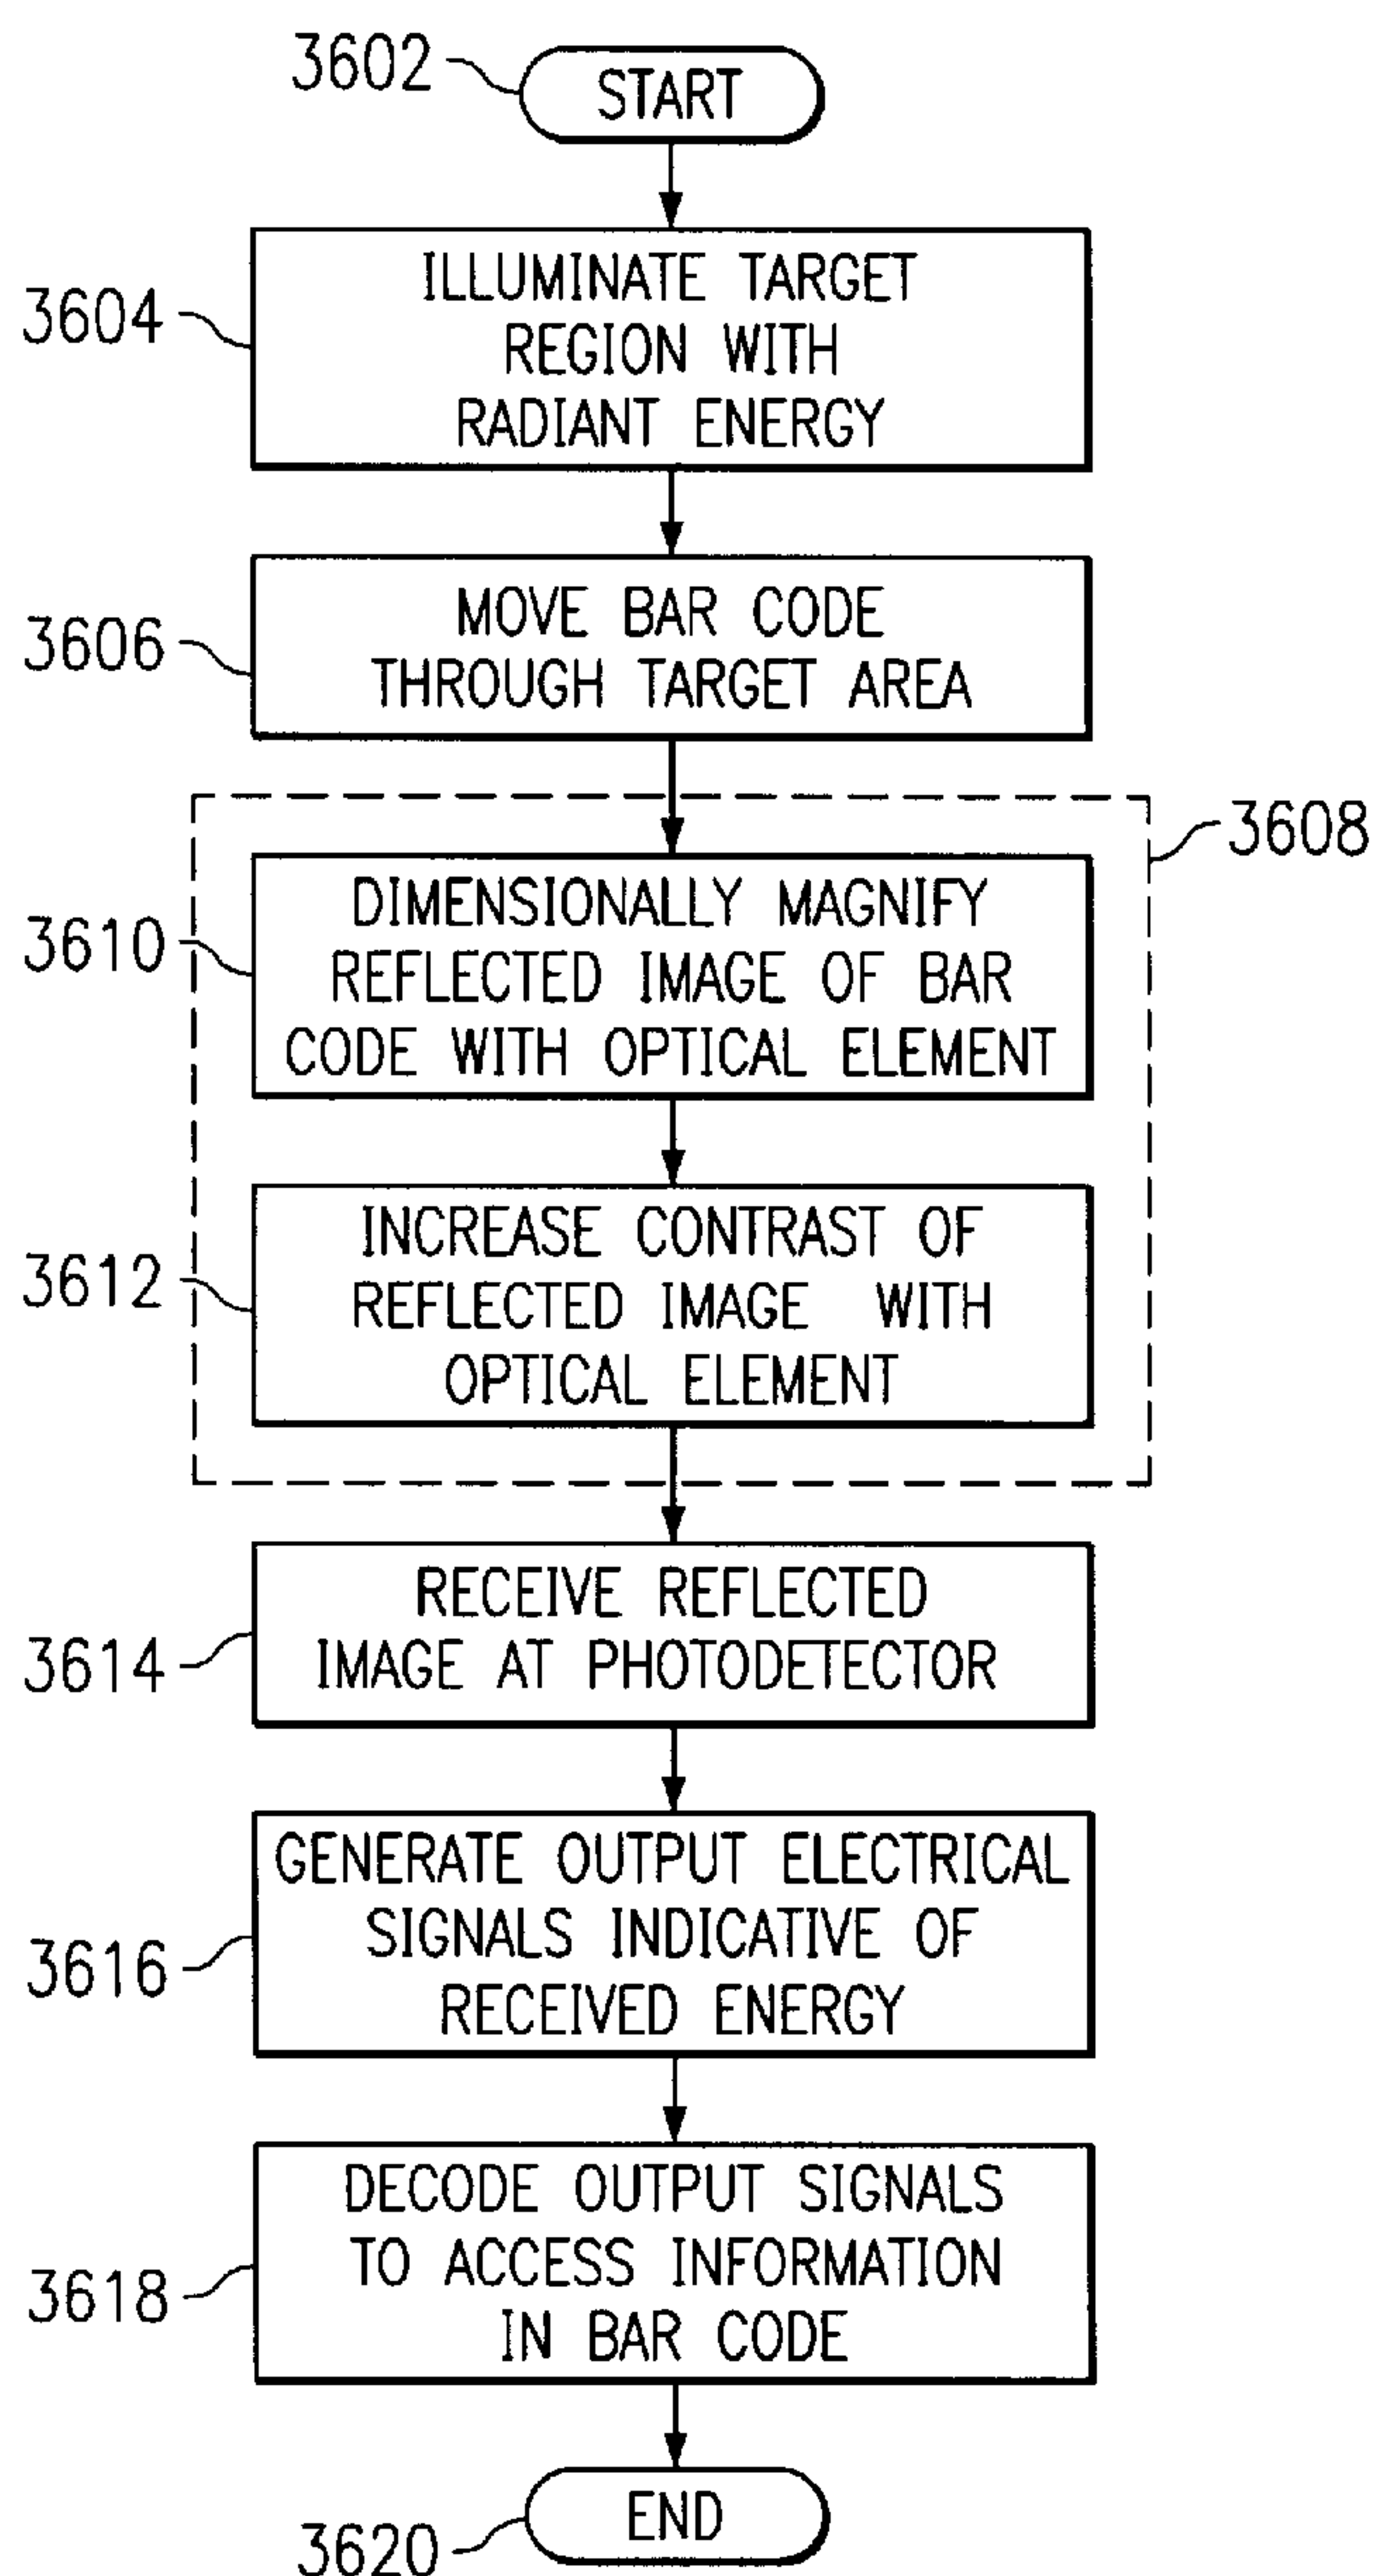 3602
START
3604
ILLUMINATE TARGET
REGION WITH
RADIANT ENERGY
3606
MOVE BAR CODE
THROUGH TARGET AREA
3608
3610
DIMENSIONALLY MAGNIFY
REFLECTED IMAGE OF BAR
CODE WITH OPTICAL ELEMENT
3612
INCREASE CONTRAST OF
REFLECTED IMAGE WITH
OPTICAL ELEMENT
3614
RECEIVE REFLECTED
IMAGE AT PHOTODETECTOR
3616
GENERATE OUTPUT ELECTRICAL
SIGNALS INDICATIVE OF
RECEIVED ENERGY
3618
DECODE OUTPUT SIGNALS
TO ACCESS INFORMATION
IN BAR CODE
3620
END